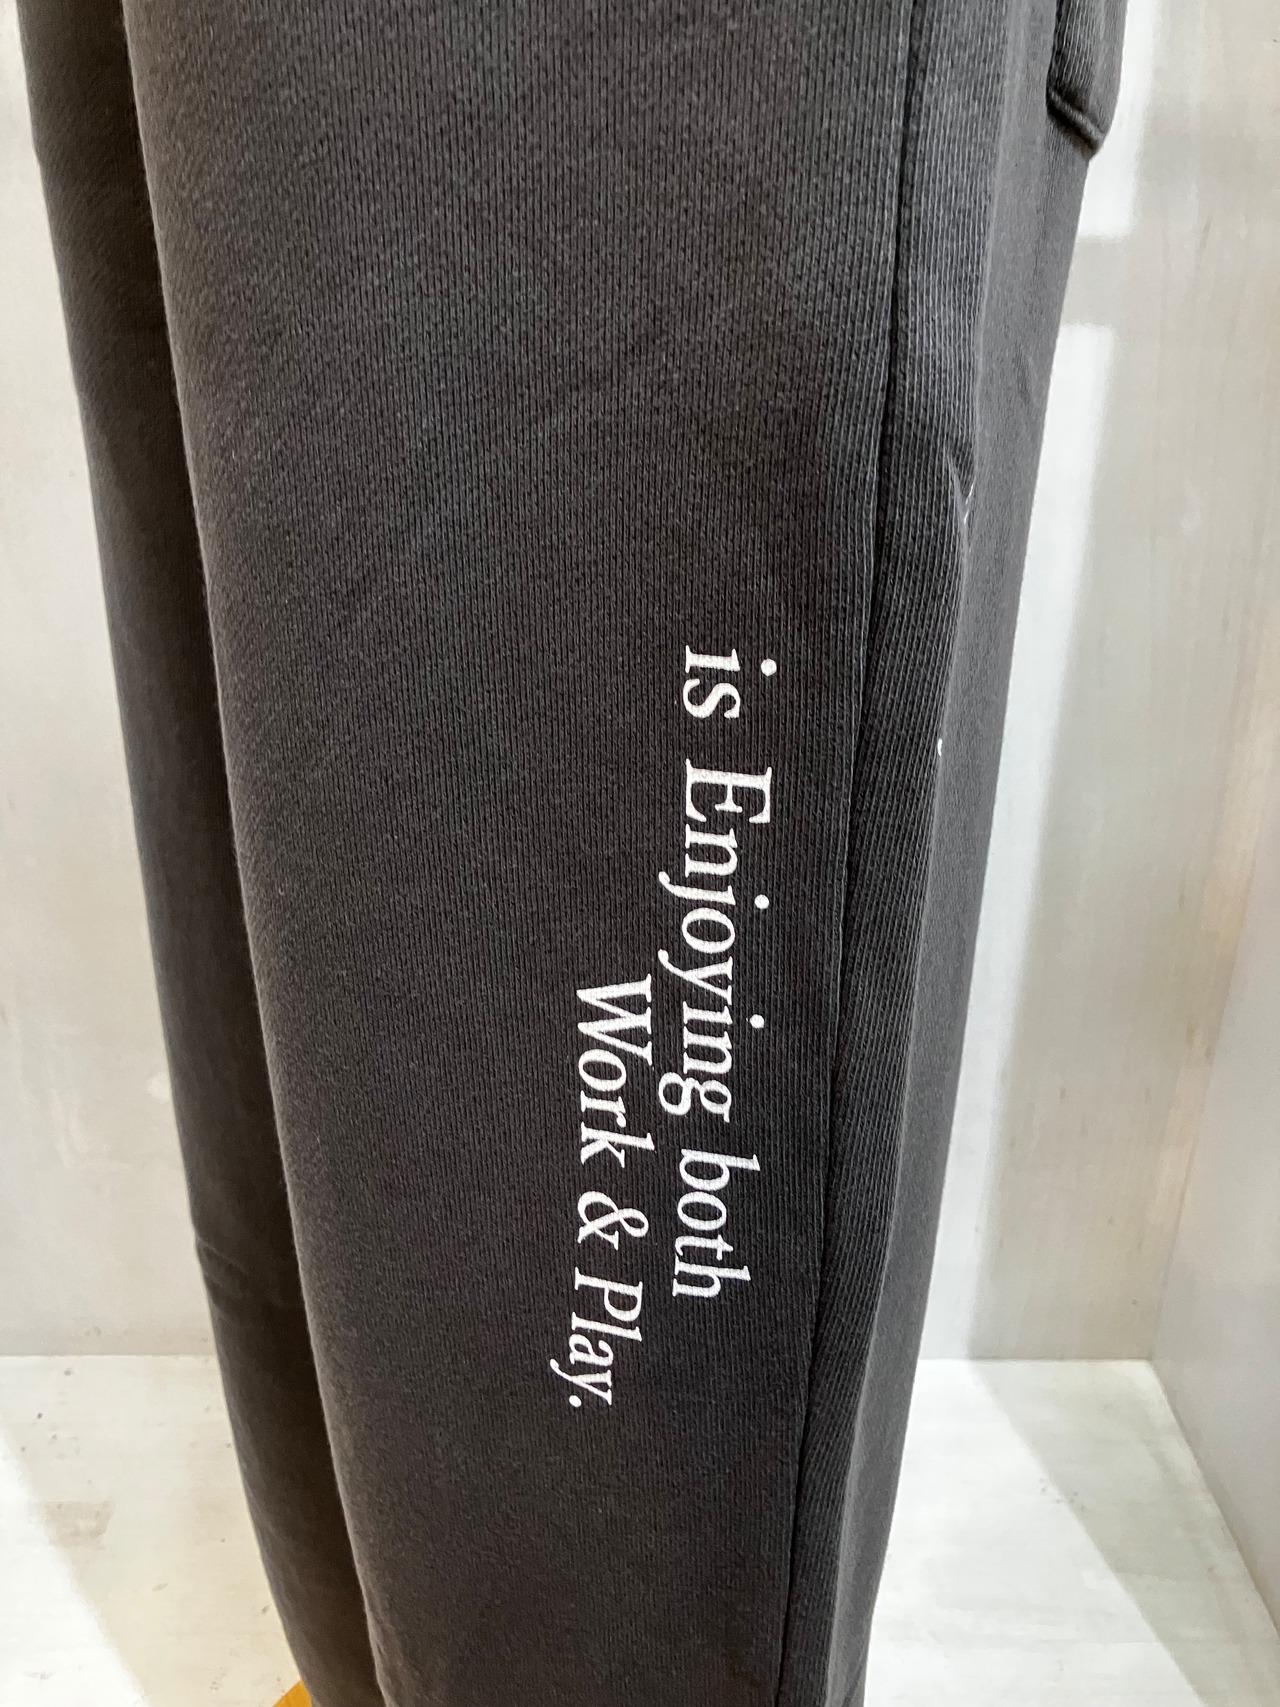 is Enjoying both
Work & Play.